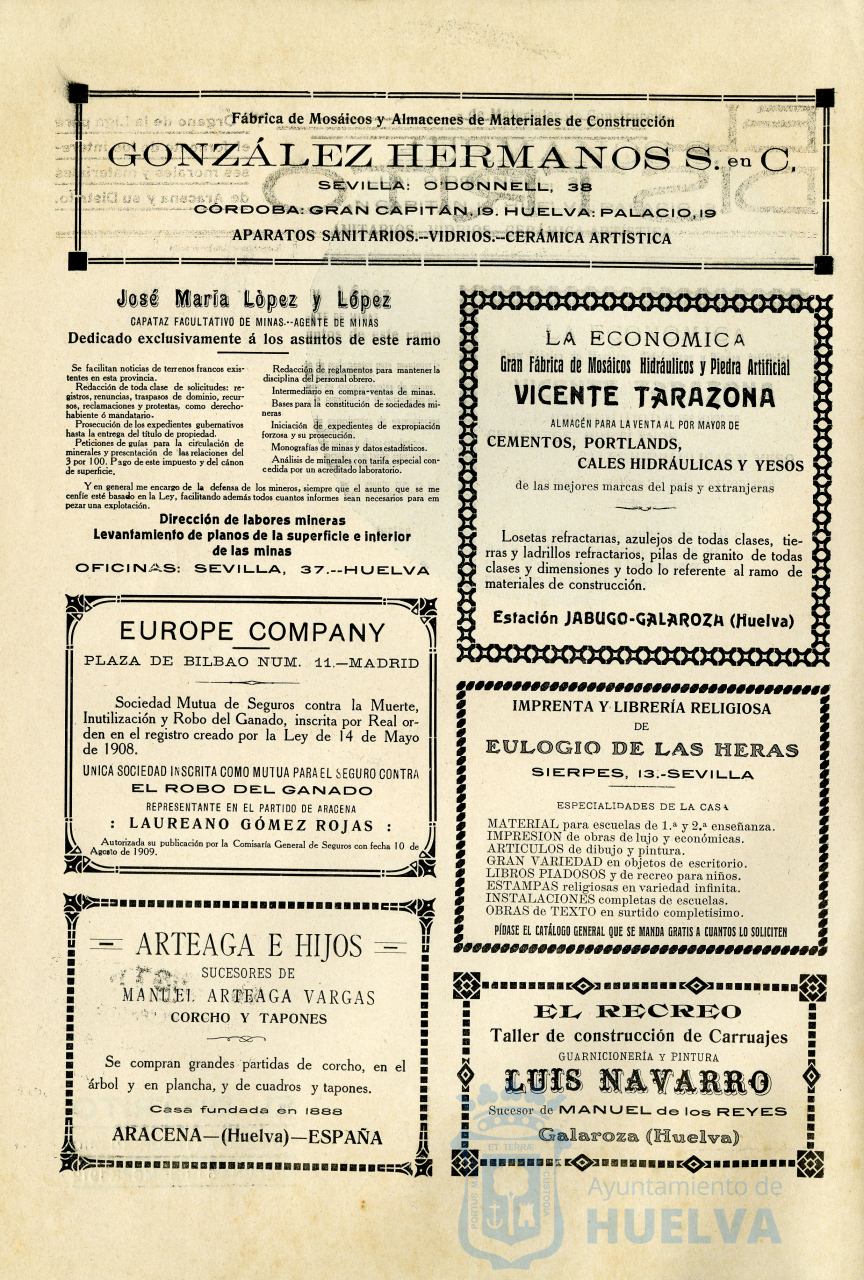 Fábrica de Mosáicos y Almacenes de Materiales de Construcción
GONZÁLEZ HERMANOS S. en C.
SEVILLA: O'DONNELL, 38
CÓRDOBA: GRAN CAPITÁN, 19. HUELVA: PALACIO, 19
APARATOS SANITARIOS.--VIDRIOS.--CERÁMICA ARTÍSTICA
José María Lòpez y López
CAPATAZ FACULTATIVO DE MINAS.--AGENTE DE MINAS
Dedicado exclusivamente á los asuntos de este ramo
Se facilitan noticias de terrenos francos exis-
tentes en esta provincia.
Redacción de toda clase de solicitudes: re-
gistros, renuncias, traspasos de dominio, recur-
sos, reclamaciones y protestas, como derecho-
habiente ó mandatario.
Prosecución de los expedientes gubernativos
hasta la entrega del título de propiedad.
Peticiones de guías para la circulación de
minerales y presentación de las relaciones del
3 por 100. Pago de este impuesto y del cánon
de superficie.
Redacción de reglamentos para mantener la
disciplina del personal obrero.
Intermediario en compra-ventas de minas.
Bases para la constitución de sociedades mi-
neras
Iniciación de expedientes de expropiación
forzosa y su prosecución.
Monografías de minas y datos estadísticos.
Análisis de minerales con tarifa especial con-
cedida por un acreditado laboratorio.
Y en general me encargo de la defensa de los mineros, siempre que el asunto que se me
confíe esté basado en la Ley, facilitando además todos cuantos informes sean necesarios para em
pezar una explotación.
Dirección de labores mineras
Levantamiento de planos de la superficie e interior
de las minas
OFICINAS: SEVILLA, 37.--HUELVA
LA ECONOMICA
Gran Fábrica de Mosáicos Hidráulicos y Piedra Artificial
VICENTE TARAZONA
ALMACÉN PARA LA VENTA AL POR MAYOR DE
CEMENTOS, PORTLANDS,
CALES HIDRÁULICAS Y YESOS
de las mejores marcas del país y extranjeras
Losetas refractarias, azulejos de todas clases, tie-
rras y ladrillos refractarios, pilas de granito de todas
clases y dimensiones y todo lo referente al ramo de
materiales de construcción.
Estación JABUGO-GALAROZA (Huelva)
EUROPE COMPANY
PLAZA DE BILBAO NUM. 11.—MADRID
Sociedad Mutua de Seguros contra la Muerte,
Inutilización y Robo del Ganado, inscrita por Real or-
den en el registro creado por la Ley de 14 de Mayo
de 1908.
UNICA SOCIEDAD INSCRITA COMO MUTUA PARA EL SEGURO CONTRA
EL ROBO DEL GANADO
REPRESENTANTE EN EL PARTIDO DE ARACENA
: LAUREANO GÓMEZ ROJAS :
Autorizada su publicación por la Comisaría General de Seguros con fecha 10 de
Agosto de 1909.
IMPRENTA Y LIBRERÍA RELIGIOSA
DE
EULOGIO DE LAS HERAS
SIERPES, 13.-SEVILLA
ESPECIALIDADES DE LA CASA
MATERIAL para escuelas de 1.ª y 2.ª enseñanza.
IMPRESION de obras de lujo y económicas.
ARTICULOS de dibujo y pintura.
GRAN VARIEDAD en objetos de escritorio.
LIBROS PIADOSOS y de recreo para niños.
ESTAMPAS religiosas en variedad infinita.
INSTALACIONES completas de escuelas.
OBRAS de TEXTO en surtido completísimo.
PÍDASE EL CATÁLOGO GENERAL QUE SE MANDA GRATIS A CUANTOS LO SOLICITEN
ARTEAGA E HIJOS
SUCESORES DE
MANUEL ARTEAGA VARGAS
CORCHO Y TAPONES
Se compran grandes partidas de corcho, en el
árbol y en plancha, y de cuadros y tapones.
Casa fundada en 1888
ARACENA—(Huelva)—ESPAÑA
EL RECREO
Taller de construcción de Carruajes
GUARNICIONERÍA Y PINTURA
LUIS NAVARRO
Sucesor de MANUEL de los REYES
Galaroza (Huelva)
Ayuntamiento de
HUELVA